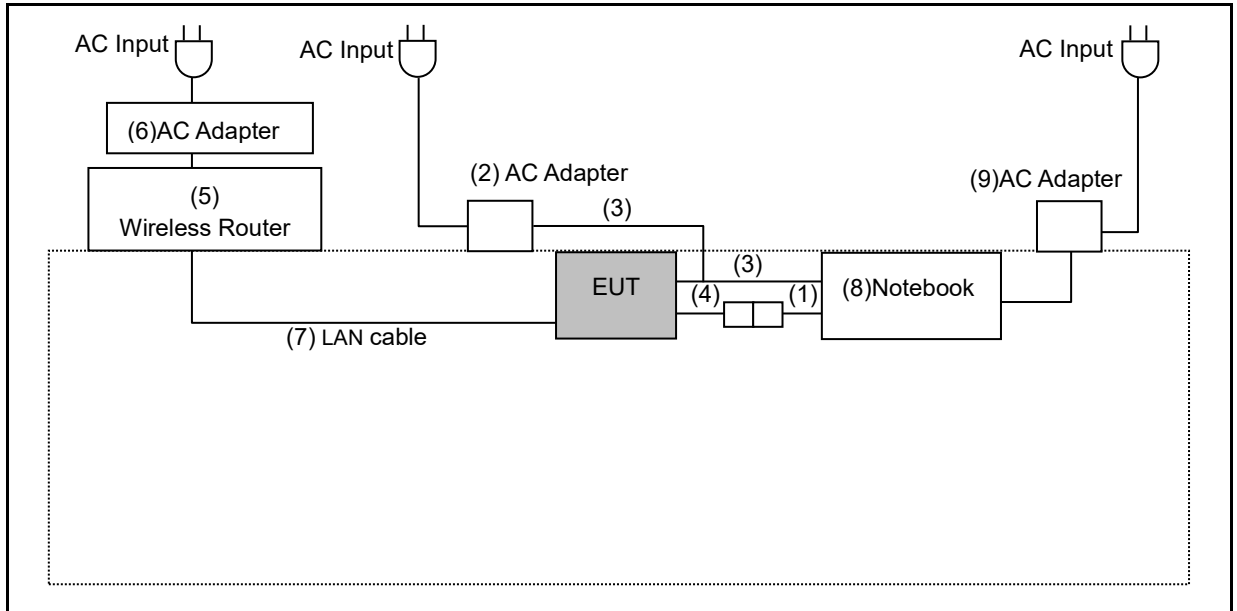 AC Input
AC Input
AC Input
(6)AC Adapter
(2) AC Adapter
(9)AC Adapter
(5)
Wireless Router
(3)
EUT
(3)
(4)
(1)
(8)Notebook
(7) LAN cable